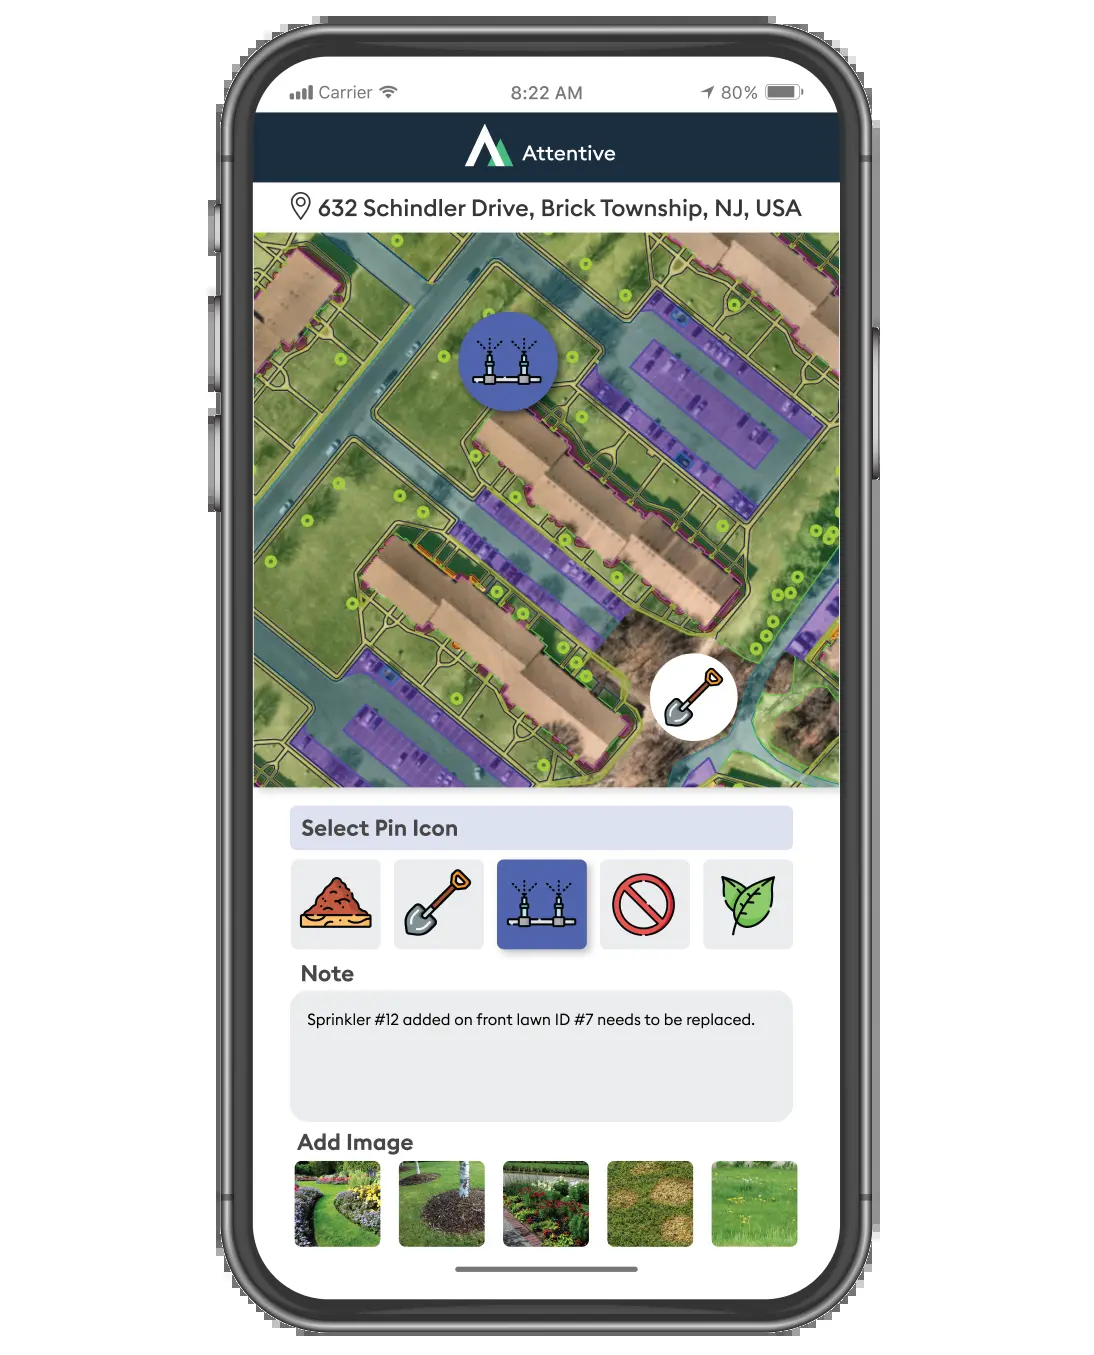 Carrier 8:22 AM 80%
Attentive
632 Schindler Drive, Brick Township, NJ, USA
Select Pin Icon
Note
Sprinkler #12 added on front lawn ID #7 needs to be replaced.
Add Image